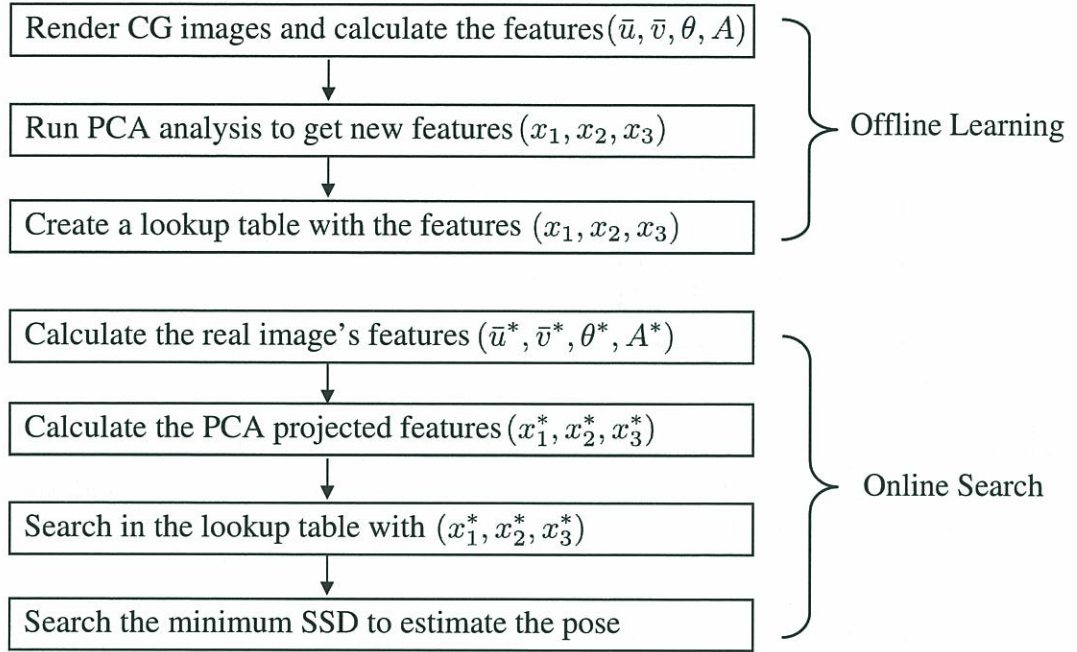 Render CG images and calculate the features (ū, v̄, θ, A)
Run PCA analysis to get new features (x₁, x₂, x₃)
Create a lookup table with the features (x₁, x₂, x₃)
Offline Learning
Calculate the real image's features (ū*, v̄*, θ*, A*)
Calculate the PCA projected features (x₁*, x₂*, x₃*)
Search in the lookup table with (x₁*, x₂*, x₃*)
Search the minimum SSD to estimate the pose
Online Search